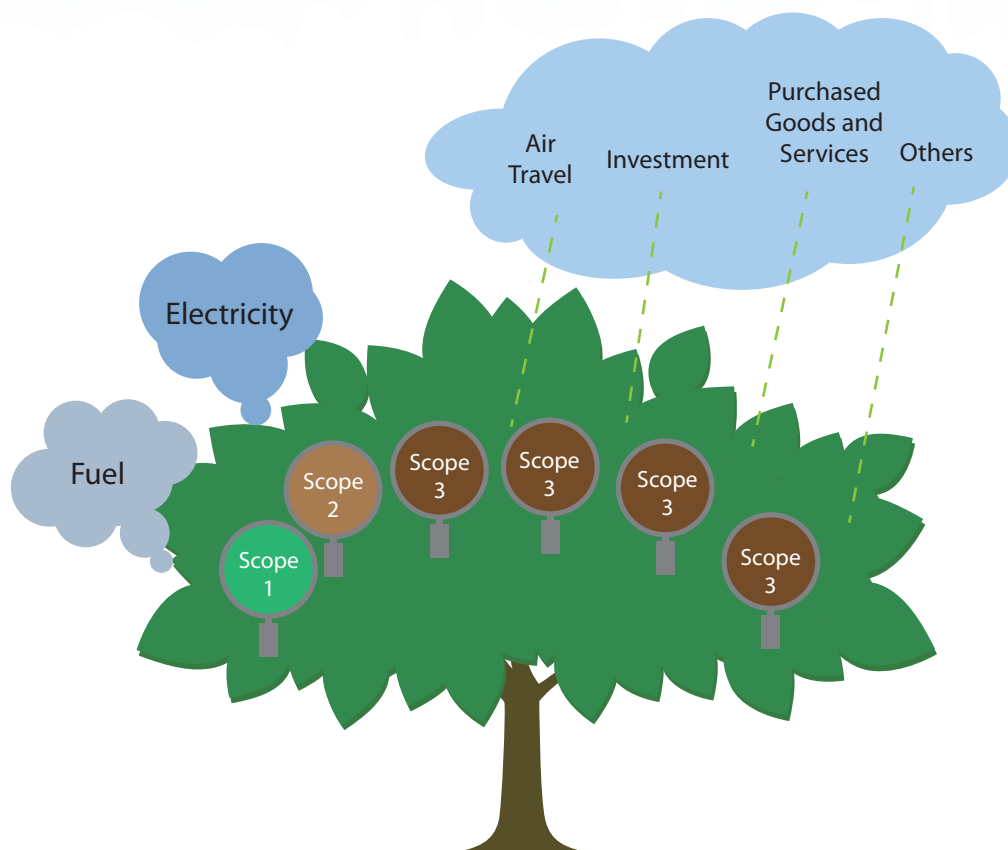 Air
Travel
Investment
Purchased
Goods and
Services
Others
Electricity
Fuel
Scope
1
Scope
2
Scope
3
Scope
3
Scope
3
Scope
3